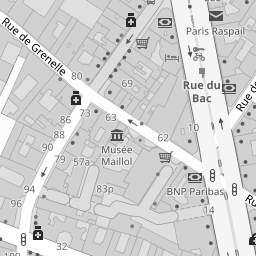 Paris Raspail
Rue de Grenelle
80
69
Rue du
Bac
86
63
10
73
88
Musée
Maillol
62
79
57a
14
94
83p
BNP Paribas
96
Ru
32